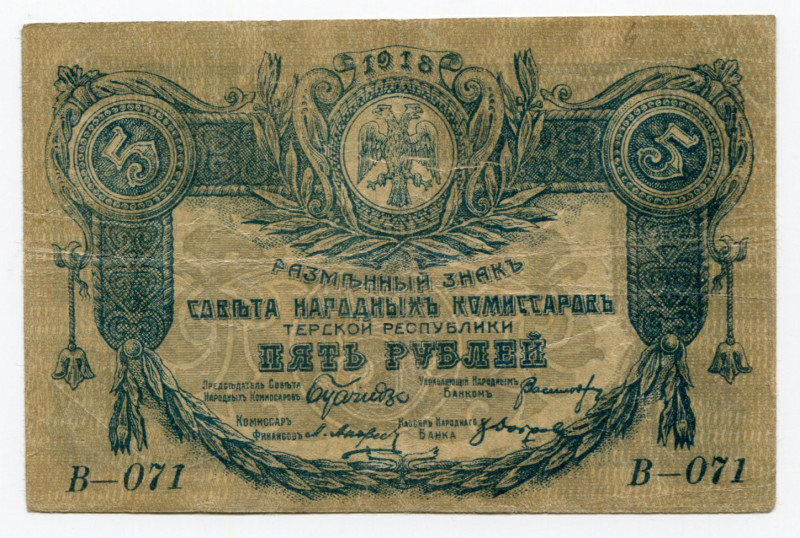 1918
5 5
РАЗМѢННЫЙ ЗНАКЪ
СОВѢТА НАРОДНЫХЪ КОМИССАРОВЪ
ТЕРСКОЙ РЕСПУБЛИКИ
ПЯТЬ РУБЛЕЙ
Предсѣдатель Совѣта
Народныхъ Комисаровъ.
Управляющій Народнымъ
Банкомъ.
Комиссаръ
Финансовъ
Кассиръ Народнаго
Банка
В—071 В—071